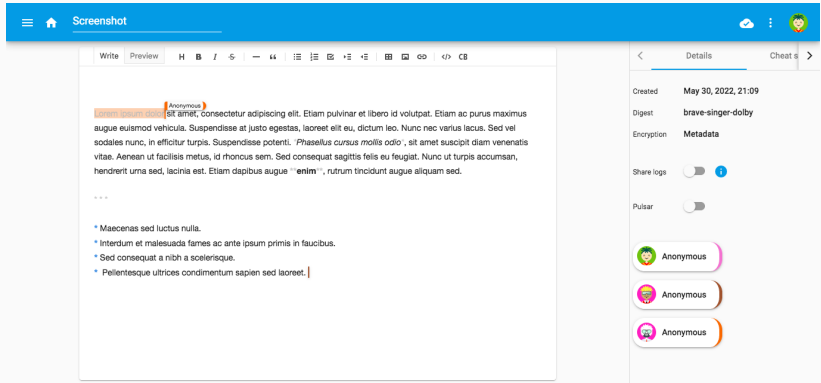 Screenshot
Write Preview H B I S — “ </> CB
Details Cheat s
Anonymous
Lorem ipsum dolor sit amet, consectetur adipiscing elit. Etiam pulvinar et libero id volutpat. Etiam ac purus maximus
augue euismod vehicula. Suspendisse at justo egestas, laoreet elit eu, dictum leo. Nunc nec varius lacus. Sed vel
sodales nunc, in efficitur turpis. Suspendisse potenti. *Phasellus cursus mollis odio*, sit amet suscipit diam venenatis
vitae. Aenean ut facilisis metus, id rhoncus sem. Sed consequat sagittis felis eu feugiat. Nunc ut turpis accumsan,
hendrerit urna sed, lacinia est. Etiam dapibus augue **enim**, rutrum tincidunt augue aliquam sed.
* * *
* Maecenas sed luctus nulla.
* Interdum et malesuada fames ac ante ipsum primis in faucibus.
* Sed consequat a nibh a scelerisque.
* Pellentesque ultrices condimentum sapien sed laoreet.
Created May 30, 2022, 21:09
Digest brave-singer-dolby
Encryption Metadata
Share logs
Pulsar
Anonymous
Anonymous
Anonymous